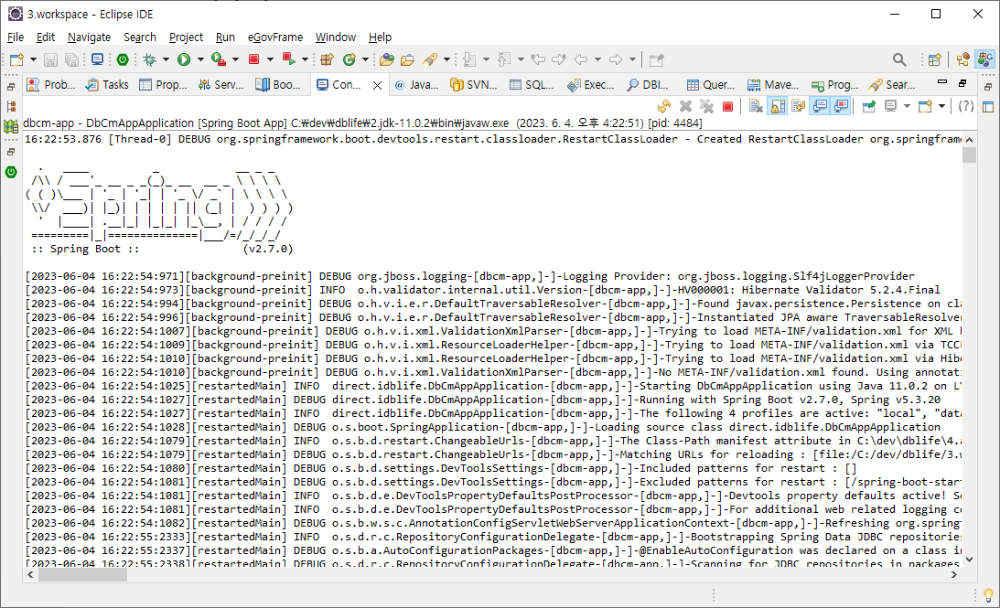 3.workspace - Eclipse IDE
File Edit Navigate Search Project Run eGovFrame Window Help
Prob... Tasks Prop... Serv... Boo... Con... Java... SVN... SQL... Exec... DBI... Quer... Mave... Prog... Sear...
dbcm-app - DbCmAppApplication [Spring Boot App] C:₩dev₩dblife₩2.jdk-11.0.2₩bin₩javaw.exe (2023. 6. 4. 오후 4:22:51) [pid: 4484]
16:22:53.876 [Thread-0] DEBUG org.springframework.boot.devtools.restart.classloader.RestartClassLoader - Created RestartClassLoader org.springfram
Spring
:: Spring Boot :: (v2.7.0)
[2023-06-04 16:22:54:971][background-preinit] DEBUG org.jboss.logging-[dbcm-app,]-]-Logging Provider: org.jboss.logging.Slf4jLoggerProvider
[2023-06-04 16:22:54:973][background-preinit] INFO o.h.validator.internal.util.Version-[dbcm-app,]-]-HV000001: Hibernate Validator 5.2.4.Final
[2023-06-04 16:22:54:994][background-preinit] DEBUG o.h.v.i.e.r.DefaultTraversableResolver-[dbcm-app,]-]-Found javax.persistence.Persistence on cla
[2023-06-04 16:22:54:996][background-preinit] DEBUG o.h.v.i.e.r.DefaultTraversableResolver-[dbcm-app,]-]-Instantiated JPA aware TraversableResolver
[2023-06-04 16:22:54:1007][background-preinit] DEBUG o.h.v.i.xml.ValidationXmlParser-[dbcm-app,]-]-Trying to load META-INF/validation.xml for XML
[2023-06-04 16:22:54:1009][background-preinit] DEBUG o.h.v.i.xml.ResourceLoaderHelper-[dbcm-app,]-]-Trying to load META-INF/validation.xml via TCCL
[2023-06-04 16:22:54:1010][background-preinit] DEBUG o.h.v.i.xml.ResourceLoaderHelper-[dbcm-app,]-]-Trying to load META-INF/validation.xml via Hibe
[2023-06-04 16:22:54:1010][background-preinit] DEBUG o.h.v.i.xml.ValidationXmlParser-[dbcm-app,]-]-No META-INF/validation.xml found. Using annotati
[2023-06-04 16:22:54:1025][restartedMain] INFO direct.idblife.DbCmAppApplication-[dbcm-app,]-]-Starting DbCmAppApplication using Java 11.0.2 on
[2023-06-04 16:22:54:1027][restartedMain] DEBUG direct.idblife.DbCmAppApplication-[dbcm-app,]-]-Running with Spring Boot v2.7.0, Spring v5.3.20
[2023-06-04 16:22:54:1027][restartedMain] INFO direct.idblife.DbCmAppApplication-[dbcm-app,]-]-The following 4 profiles are active: "local", "data
[2023-06-04 16:22:54:1028][restartedMain] DEBUG o.s.boot.SpringApplication-[dbcm-app,]-]-Loading source class direct.idblife.DbCmAppApplication
[2023-06-04 16:22:54:1079][restartedMain] INFO o.s.b.d.restart.ChangeableUrls-[dbcm-app,]-]-The Class-Path manifest attribute in C:\dev\dblife\4.
[2023-06-04 16:22:54:1079][restartedMain] DEBUG o.s.b.d.restart.ChangeableUrls-[dbcm-app,]-]-Matching URLs for reloading : [file:/C:/dev/dblife/3.
[2023-06-04 16:22:54:1080][restartedMain] DEBUG o.s.b.d.settings.DevToolsSettings-[dbcm-app,]-]-Included patterns for restart : []
[2023-06-04 16:22:54:1081][restartedMain] DEBUG o.s.b.d.settings.DevToolsSettings-[dbcm-app,]-]-Excluded patterns for restart : [/spring-boot-start
[2023-06-04 16:22:54:1081][restartedMain] INFO o.s.b.d.e.DevToolsPropertyDefaultsPostProcessor-[dbcm-app,]-]-Devtools property defaults active! Se
[2023-06-04 16:22:54:1081][restartedMain] INFO o.s.b.d.e.DevToolsPropertyDefaultsPostProcessor-[dbcm-app,]-]-For additional web related logging co
[2023-06-04 16:22:54:1082][restartedMain] DEBUG o.s.b.w.s.c.AnnotationConfigServletWebServerApplicationContext-[dbcm-app,]-]-Refreshing org.springf
[2023-06-04 16:22:55:2333][restartedMain] INFO o.s.d.r.c.RepositoryConfigurationDelegate-[dbcm-app,]-]-Bootstrapping Spring Data JDBC repositories
[2023-06-04 16:22:55:2337][restartedMain] DEBUG o.s.b.a.AutoConfigurationPackages-[dbcm-app,]-]-@EnableAutoConfiguration was declared on a class in
[2023-06-04 16:22:55:2338][restartedMain] DEBUG o.s.d.r.c.RepositoryConfigurationDelegate-[dbcm-app,]-]-Scanning for JDBC repositories in packages